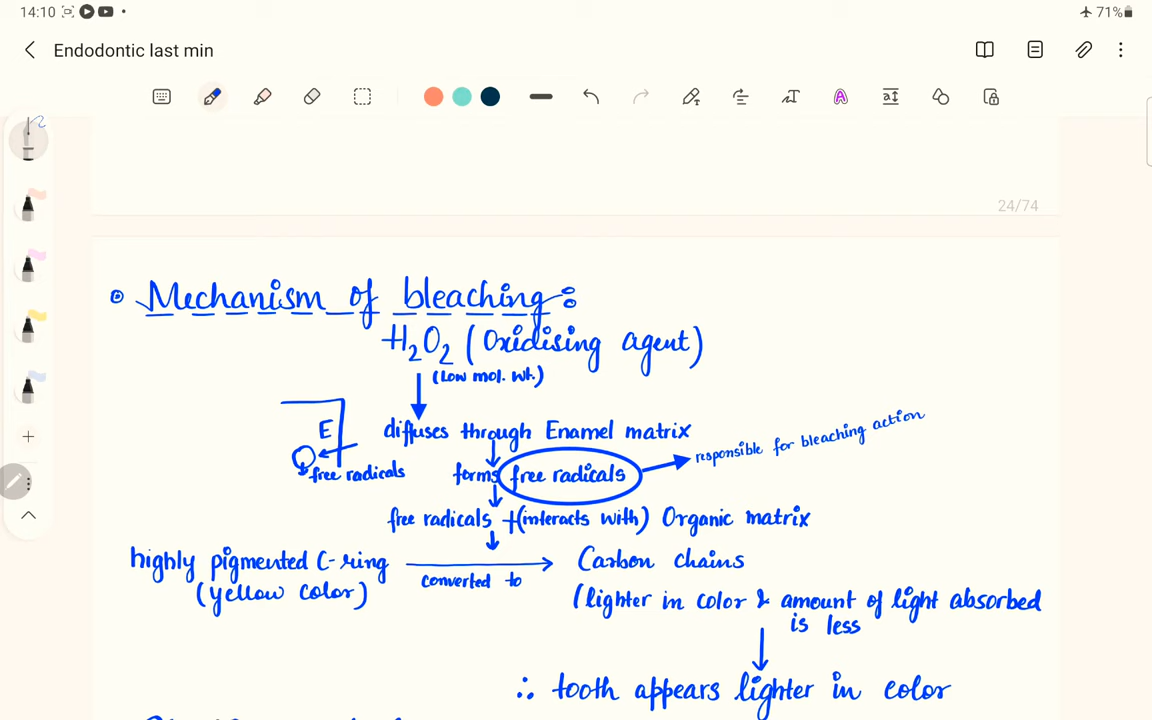 14:10
71%
Endodontic last min
24/74
Mechanism of bleaching:
H2O2 (Oxidising agent)
(Low mol. wt.)
E
diffuses through Enamel matrix
free radicals
forms free radicals
responsible for bleaching action
free radicals + (interacts with) Organic matrix
highly pigmented C-ring
(yellow color)
converted to
Carbon chains
(lighter in color & amount of light absorbed
is less
∴ tooth appears lighter in color